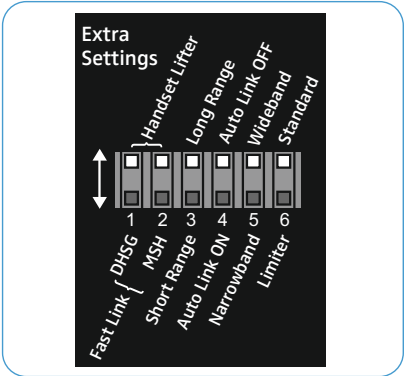 Extra
Settings
Handset Lifter
Long Range
Auto Link OFF
Wideband
Standard
1 2 3 4 5 6
Fast Link { DHSG
MSH
Short Range
Auto Link ON
Narrowband
Limiter